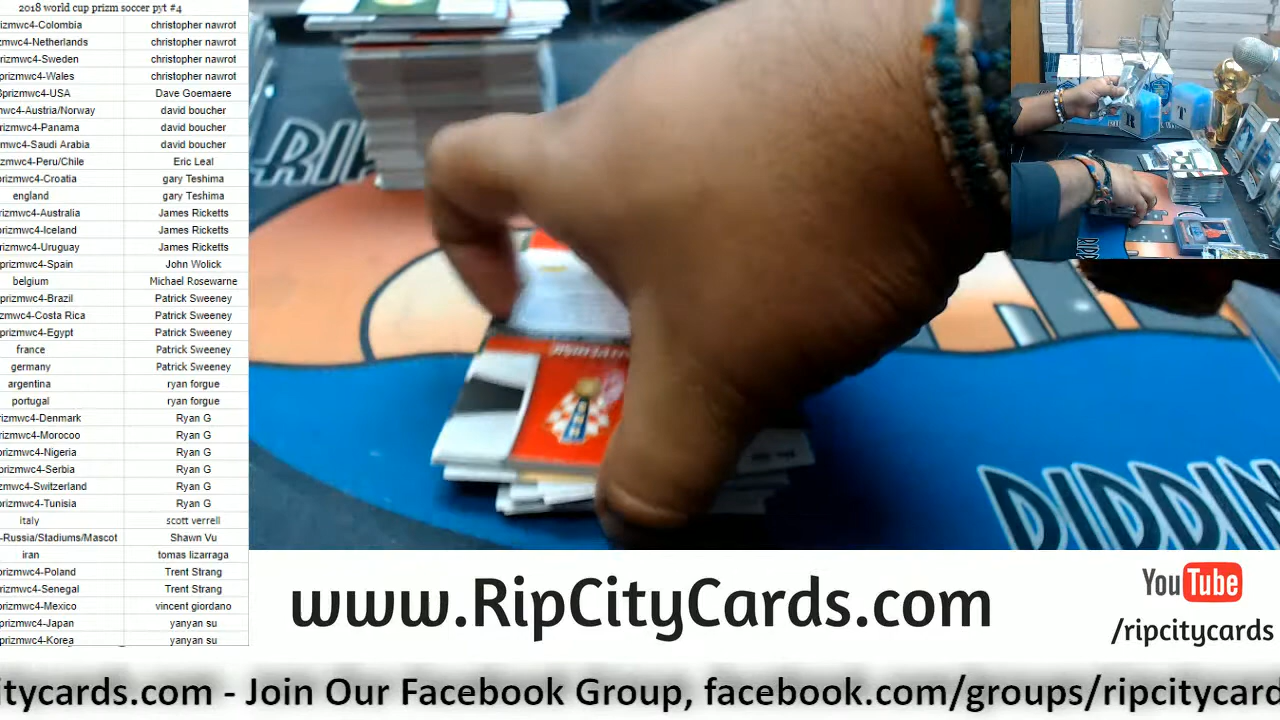 2018 world cup prizm soccer pyt #4
rizmwc4-Colombia christopher nawrot
zmwc4-Netherlands christopher nawrot
rizmwc4-Sweden christopher nawrot
prizmwc4-Wales christopher nawrot
prizmwc4-USA Dave Goemaere
mwc4-Austria/Norway david boucher
rizmwc4-Panama david boucher
mwc4-Saudi Arabia david boucher
izmwc4-Peru/Chile Eric Leal
rizmwc4-Croatia gary Teshima
england gary Teshima
rizmwc4-Australia James Ricketts
rizmwc4-Iceland James Ricketts
rizmwc4-Uruguay James Ricketts
prizmwc4-Spain John Wolick
belgium Michael Rosewarne
prizmwc4-Brazil Patrick Sweeney
zmwc4-Costa Rica Patrick Sweeney
prizmwc4-Egypt Patrick Sweeney
france Patrick Sweeney
germany Patrick Sweeney
argentina ryan forgue
portugal ryan forgue
rizmwc4-Denmark Ryan G
rizmwc4-Morocoo Ryan G
rizmwc4-Nigeria Ryan G
rizmwc4-Serbia Ryan G
zmwc4-Switzerland Ryan G
rizmwc4-Tunisia Ryan G
italy scott verrell
-Russia/Stadiums/Mascot Shawn Vu
iran tomas lizarraga
prizmwc4-Poland Trent Strang
rizmwc4-Senegal Trent Strang
rizmwc4-Mexico vincent giordano
prizmwc4-Japan yanyan su
prizmwc4-Korea yanyan su
RIP
RIPPIN
R T
www.RipCityCards.com
YouTube
/ripcitycards
itycards.com - Join Our Facebook Group, facebook.com/groups/ripcitycard